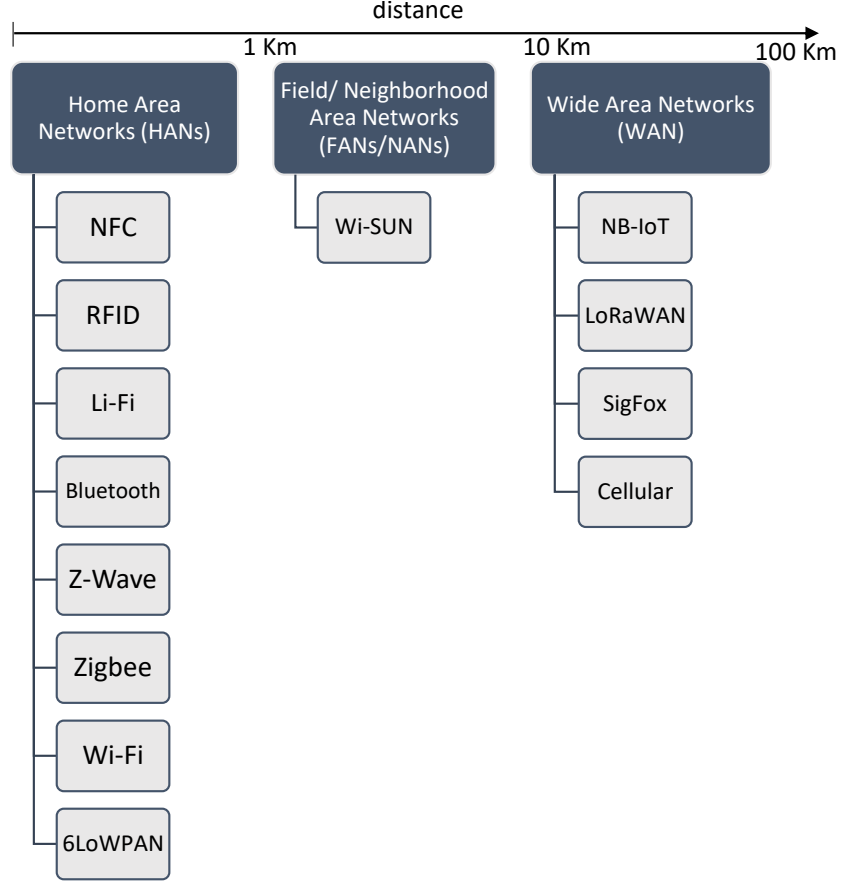 distance
1 Km
10 Km
100 Km
Home Area
Networks (HANs)
Field/ Neighborhood
Area Networks
(FANs/NANs)
Wide Area Networks
(WAN)
NFC
RFID
Li-Fi
Bluetooth
Z-Wave
Zigbee
Wi-Fi
6LoWPAN
Wi-SUN
NB-IoT
LoRaWAN
SigFox
Cellular